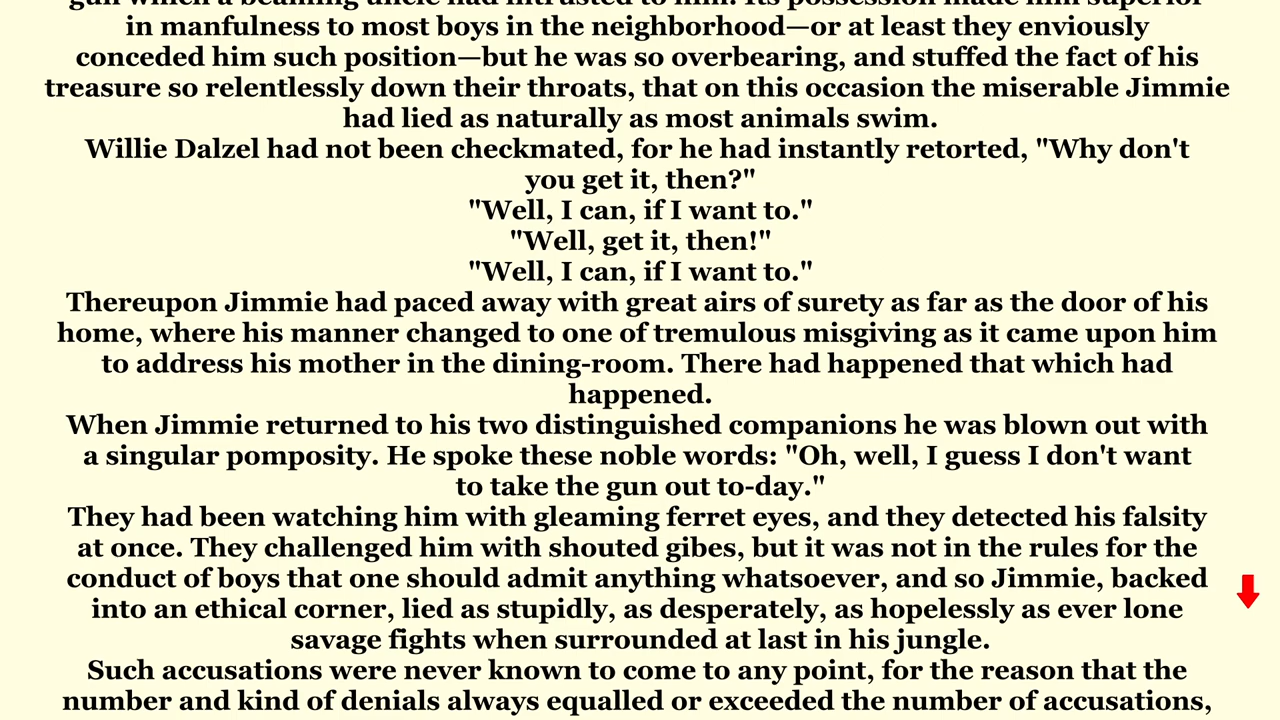 gun which a beaming uncle had intrusted to him. Its possession made him superior
in manfulness to most boys in the neighborhood—or at least they enviously
conceded him such position—but he was so overbearing, and stuffed the fact of his
treasure so relentlessly down their throats, that on this occasion the miserable Jimmie
had lied as naturally as most animals swim.
Willie Dalzel had not been checkmated, for he had instantly retorted, "Why don't
you get it, then?"
"Well, I can, if I want to."
"Well, get it, then!"
"Well, I can, if I want to."
Thereupon Jimmie had paced away with great airs of surety as far as the door of his
home, where his manner changed to one of tremulous misgiving as it came upon him
to address his mother in the dining-room. There had happened that which had
happened.
When Jimmie returned to his two distinguished companions he was blown out with
a singular pomposity. He spoke these noble words: "Oh, well, I guess I don't want
to take the gun out to-day."
They had been watching him with gleaming ferret eyes, and they detected his falsity
at once. They challenged him with shouted gibes, but it was not in the rules for the
conduct of boys that one should admit anything whatsoever, and so Jimmie, backed
into an ethical corner, lied as stupidly, as desperately, as hopelessly as ever lone
savage fights when surrounded at last in his jungle.
Such accusations were never known to come to any point, for the reason that the
number and kind of denials always equalled or exceeded the number of accusations,